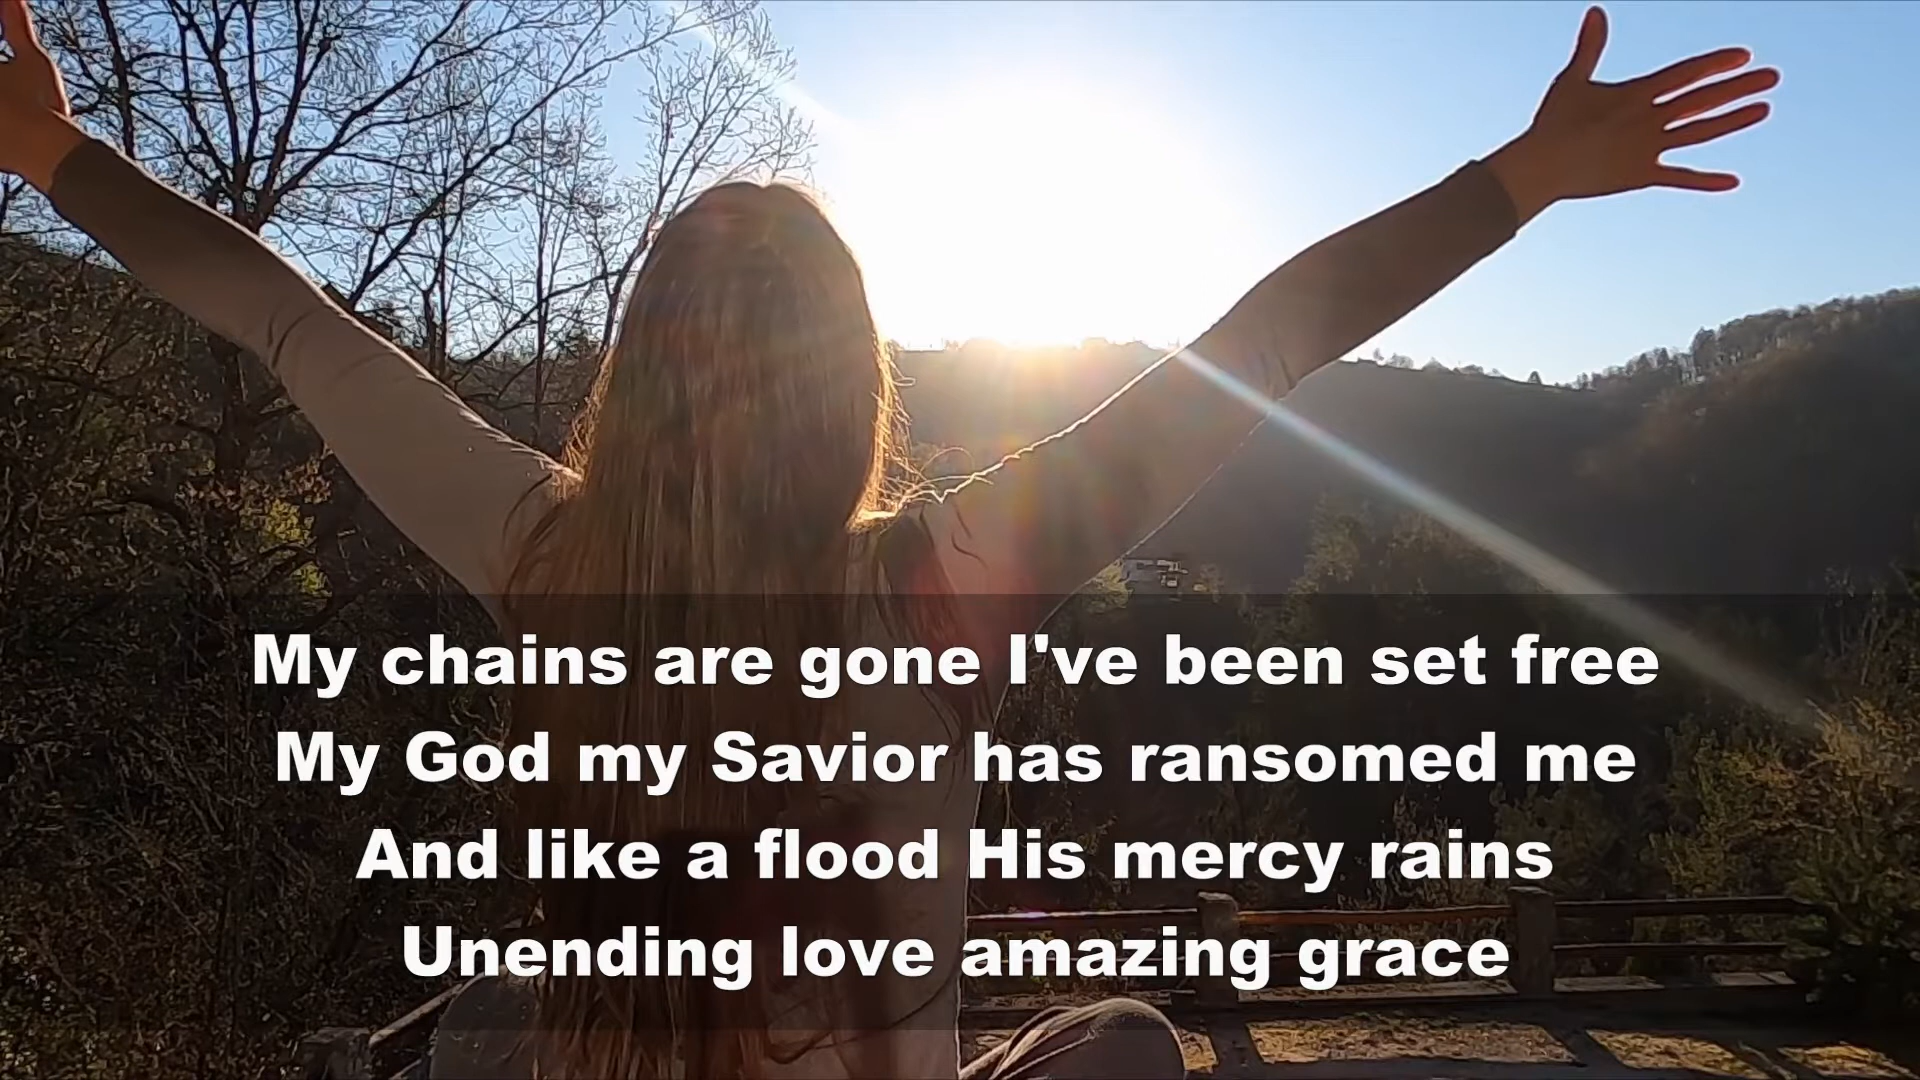 My chains are gone I've been set free
My God my Savior has ransomed me
And like a flood His mercy rains
Unending love amazing grace